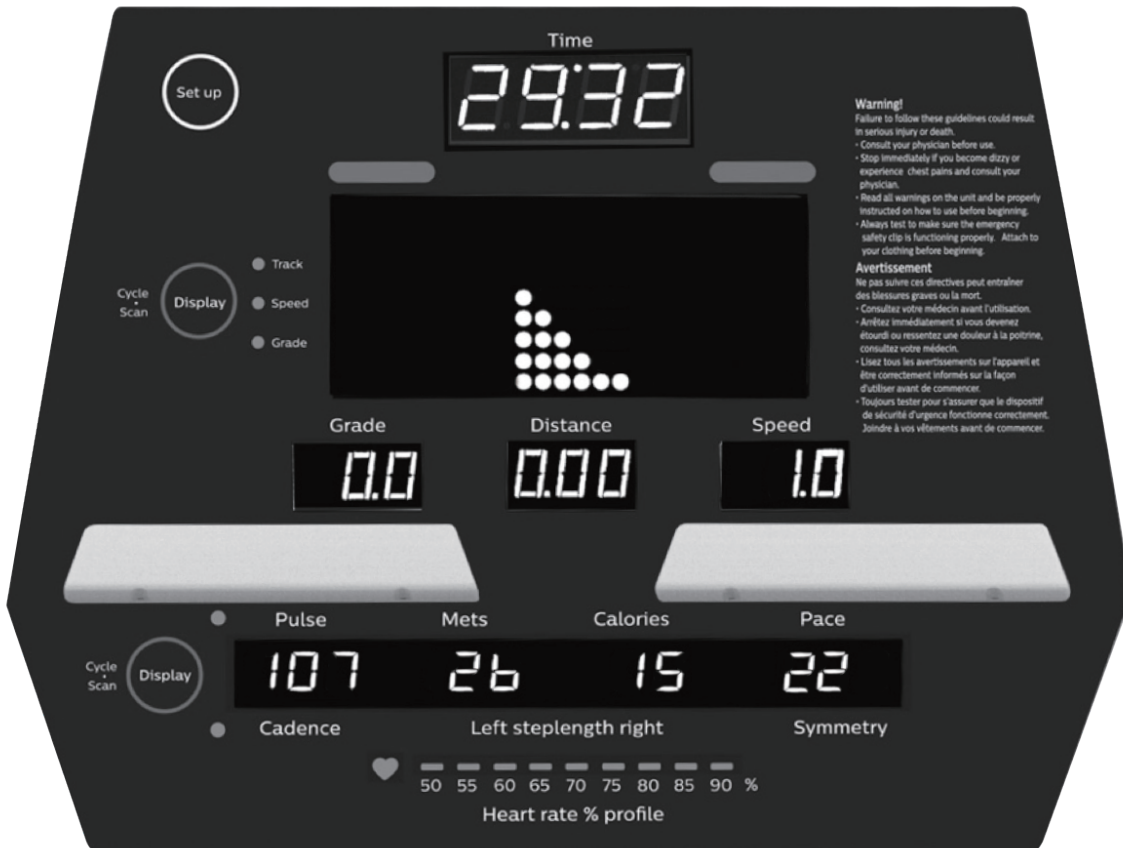 Time
Set up
29:32
Warning!
Failure to follow these guidelines could result
in serious injury or death.
• Consult your physician before use.
• Stop immediately if you become dizzy or
experience chest pains and consult your
physician.
• Read all warnings on the unit and be properly
instructed on how to use before beginning.
• Always test to make sure the emergency
safety clip is functioning properly. Attach to
your clothing before beginning.
Avertissement
Ne pas suivre ces directives peut entraîner
des blessures graves ou la mort.
• Consultez votre médecin avant l'utilisation.
• Arrêtez immédiatement si vous devenez
étourdi ou ressentez une douleur à la poitrine,
consultez votre médecin.
• Lisez tous les avertissements sur l'appareil et
être correctement informés sur la façon
d'utiliser avant de commencer.
• Toujours tester pour s'assurer que le dispositif
de sécurité d'urgence fonctionne correctement.
Joindre à vos vêtements avant de commencer.
Cycle
•
Scan
Display
Track
Speed
Grade
Grade Distance Speed
0.0 0.00 1.0
Pulse Mets Calories Pace
Cycle
•
Scan
Display
107 26 15 22
Cadence Left steplength right Symmetry
50 55 60 65 70 75 80 85 90 %
Heart rate % profile